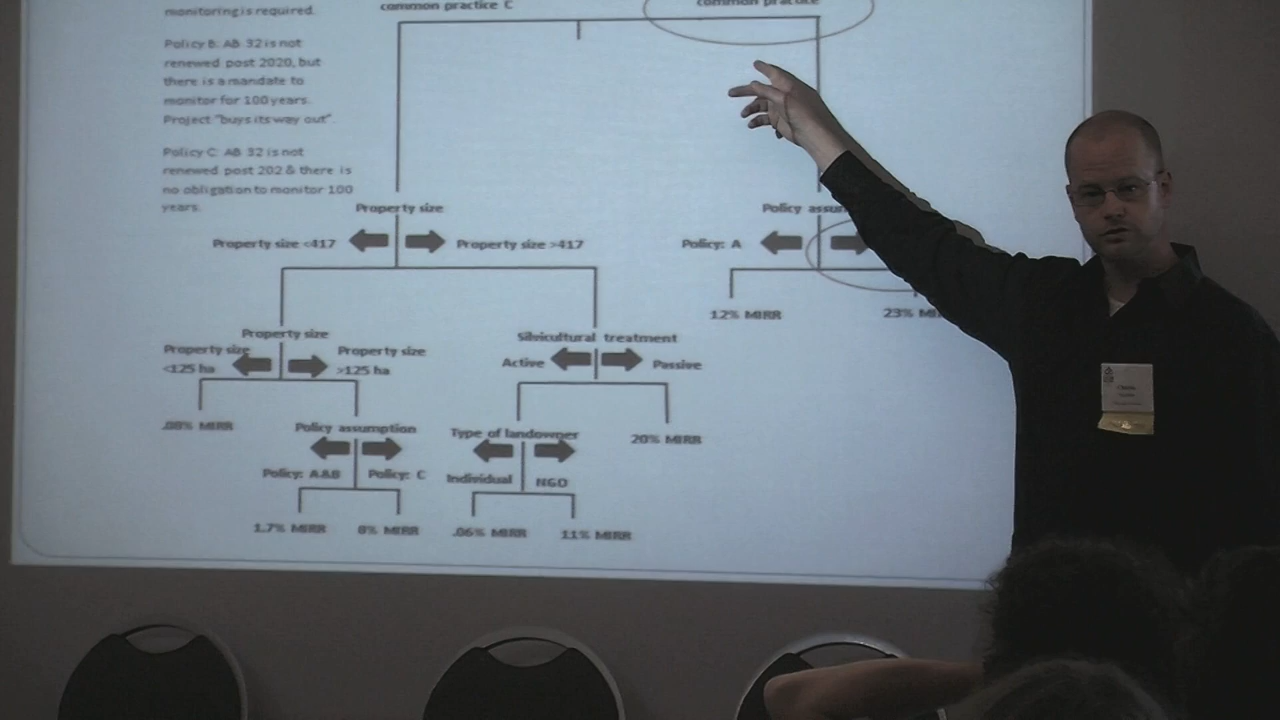 monitoring is required.
common practice C
common practice
Policy B: AB 32 is not
renewed post 2020, but
there is a mandate to
monitor for 100 years.
Project "buys its way out".
Policy C: AB 32 is not
renewed post 202 & there is
no obligation to monitor 100
years.
Property size
Property size <417
Property size >417
Policy assum
Policy: A
12% MIRR
23% MI
Property size
Property size
<125 ha
Property size
>125 ha
Silvicultural treatment
Active
Passive
.08% MIRR
Policy assumption
Policy: A&B
Policy: C
Type of landowner
Individual
NGO
20% MIRR
1.7% MIRR
8% MIRR
.06% MIRR
11% MIRR